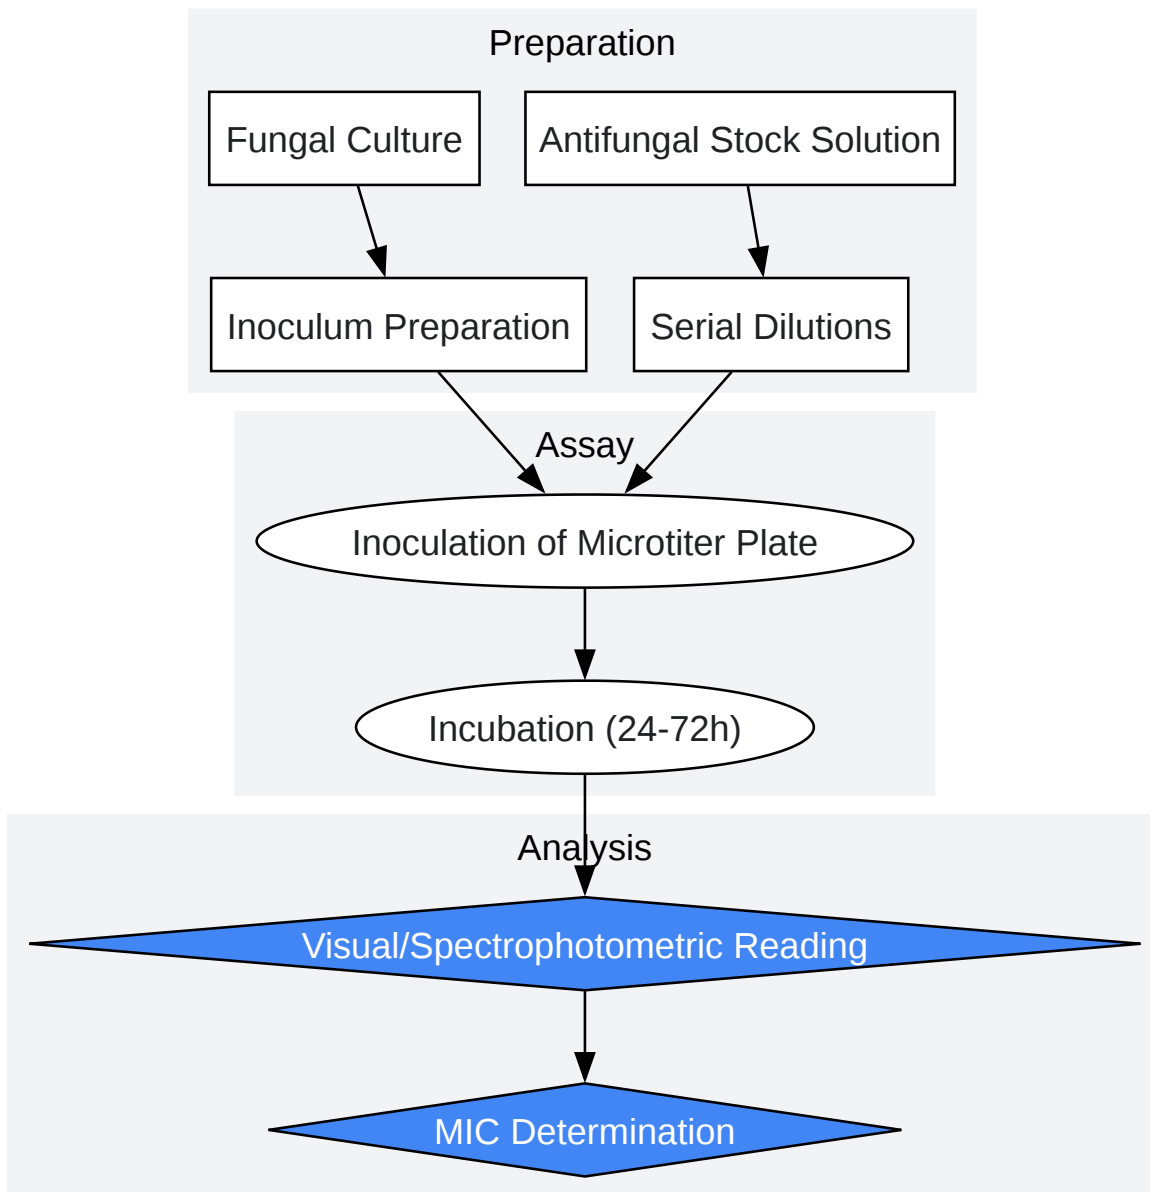 Preparation
Fungal Culture
Antifungal Stock Solution
Inoculum Preparation
Serial Dilutions
Assay
Inoculation of Microtiter Plate
Incubation (24-72h)
Analysis
Visual/Spectrophotometric Reading
MIC Determination